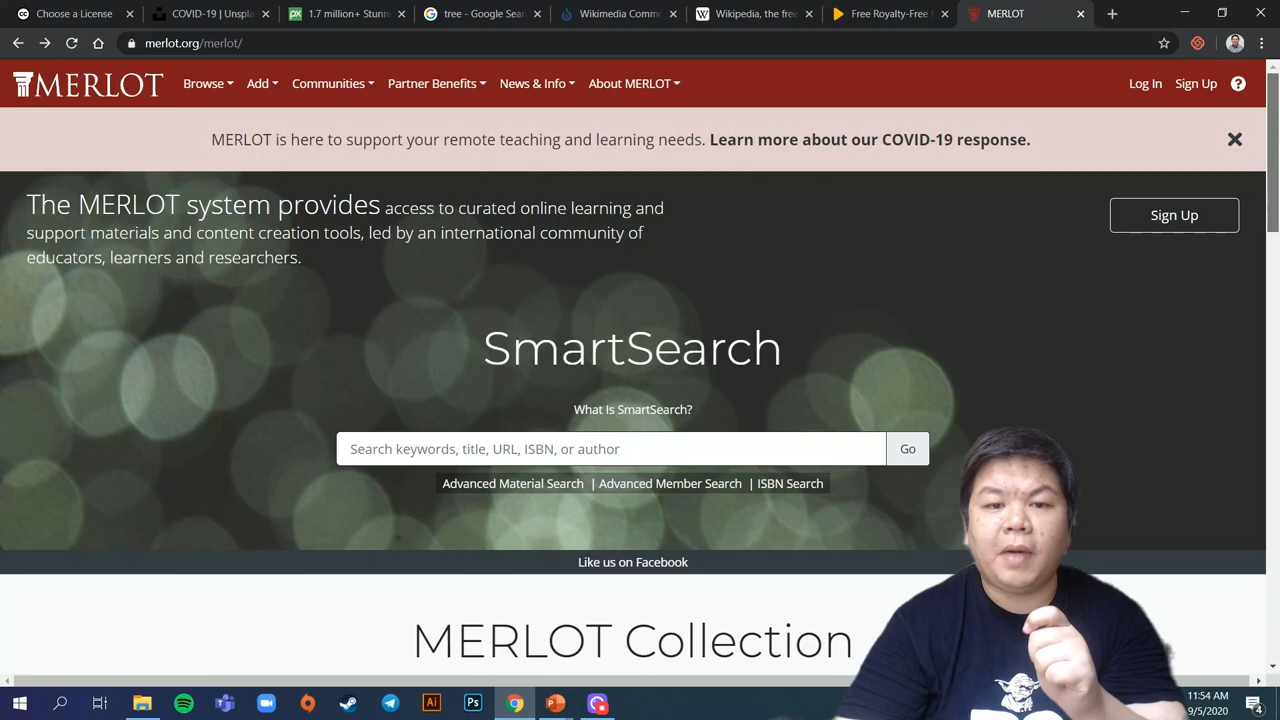 Choose a License
COVID-19 | Unspla
1.7 million+ Stunn
tree - Google Sear
Wikimedia Commo
Wikipedia, the free
Free Royalty-Free M
MERLOT
merlot.org/merlot/
MERLOT
Browse
Add
Communities
Partner Benefits
News & Info
About MERLOT
Log In
Sign Up
MERLOT is here to support your remote teaching and learning needs. Learn more about our COVID-19 response.
The MERLOT system provides access to curated online learning and
support materials and content creation tools, led by an international community of
educators, learners and researchers.
Sign Up
SmartSearch
What Is SmartSearch?
Search keywords, title, URL, ISBN, or author
Go
Advanced Material Search | Advanced Member Search | ISBN Search
Like us on Facebook
MERLOT Collection
11:54 AM
9/5/2020
4